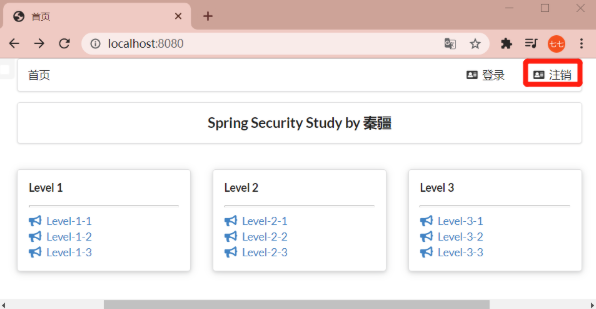 首页
localhost:8080
七七
首页
登录
注销
Spring Security Study by 秦疆
Level 1
Level 2
Level 3
Level-1-1
Level-2-1
Level-3-1
Level-1-2
Level-2-2
Level-3-2
Level-1-3
Level-2-3
Level-3-3